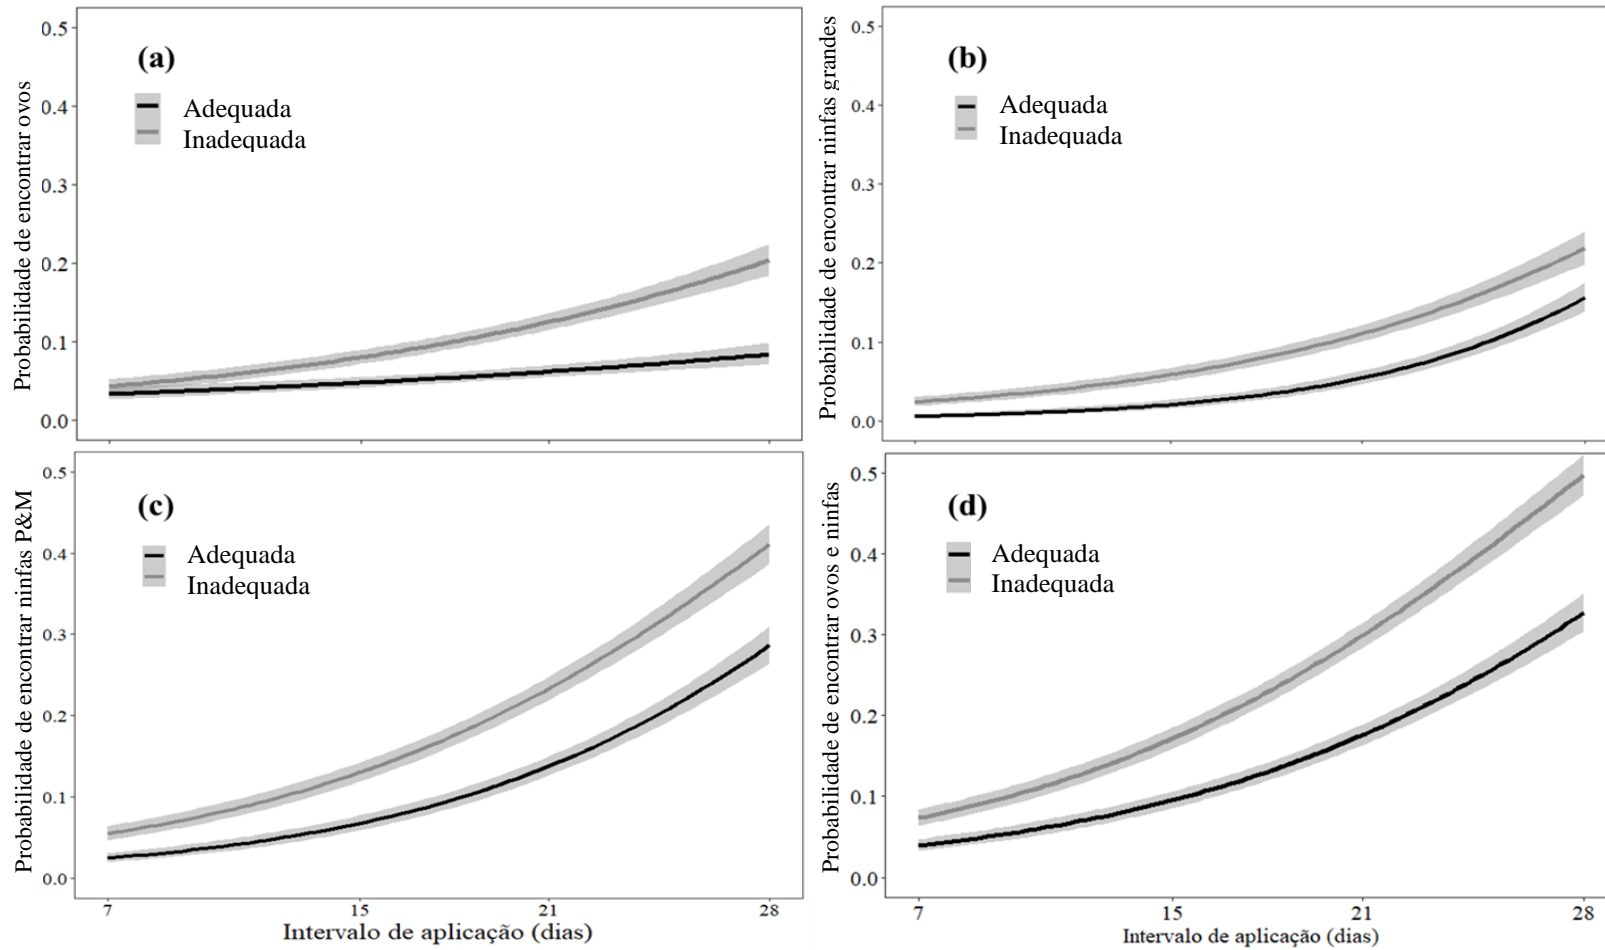 Probabilidade de encontrar ovos
0.5
0.4
0.3
0.2
0.1
0.0
(a)
Adequada
Inadequada
Probabilidade de encontrar ninfas grandes
0.5
0.4
0.3
0.2
0.1
0.0
(b)
Adequada
Inadequada
Probabilidade de encontrar ninfas P&M
0.5
0.4
0.3
0.2
0.1
0.0
(c)
Adequada
Inadequada
7 15 21 28
Intervalo de aplicação (dias)
Probabilidade de encontrar ovos e ninfas
0.5
0.4
0.3
0.2
0.1
0.0
(d)
Adequada
Inadequada
7 15 21 28
Intervalo de aplicação (dias)